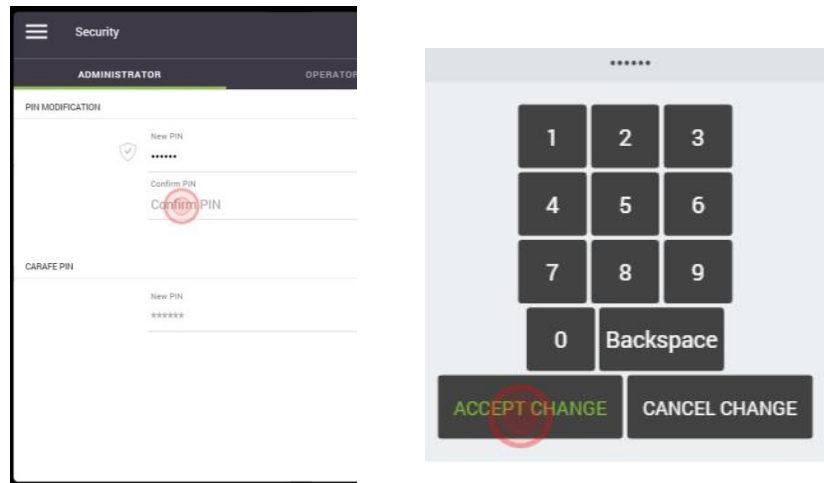 Security
ADMINISTRATOR OPERATOR
PIN MODIFICATION
New PIN
••••••
Confirm PIN
Confirm PIN
CARAFE PIN
New PIN
******
••••••
1 2 3
4 5 6
7 8 9
0 Backspace
ACCEPT CHANGE CANCEL CHANGE